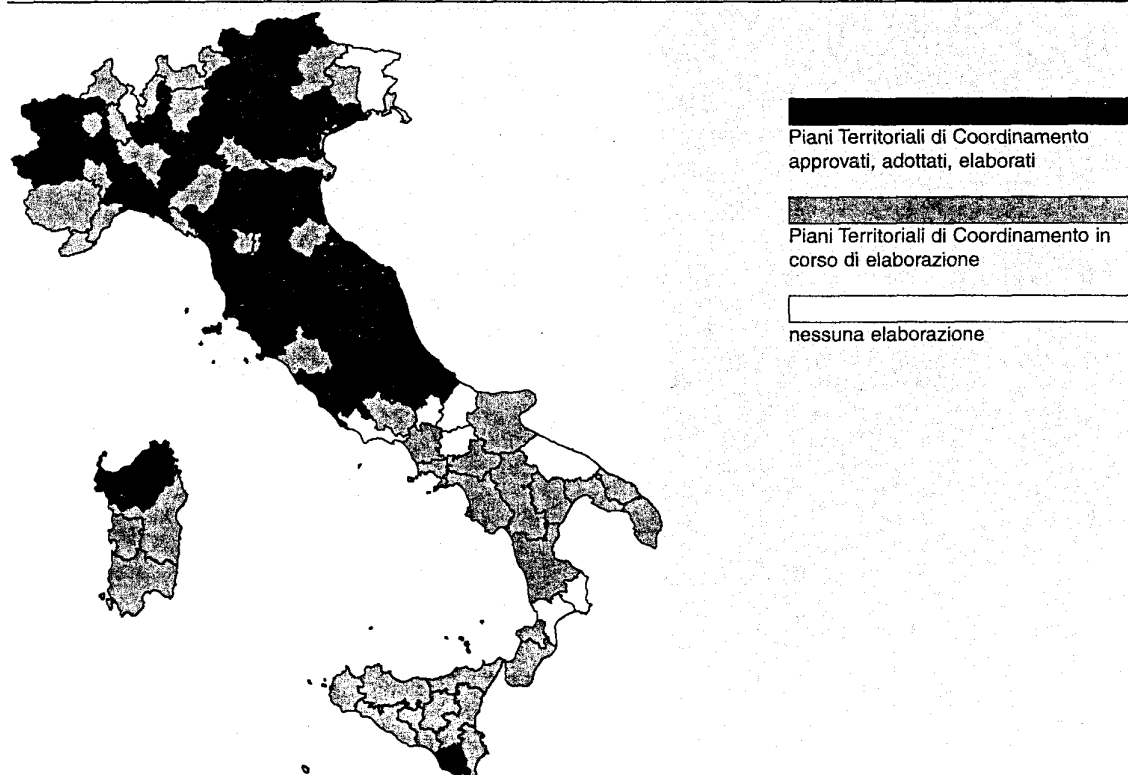 Piani Territoriali di Coordinamento
approvati, adottati, elaborati
Piani Territoriali di Coordinamento in
corso di elaborazione
nessuna elaborazione